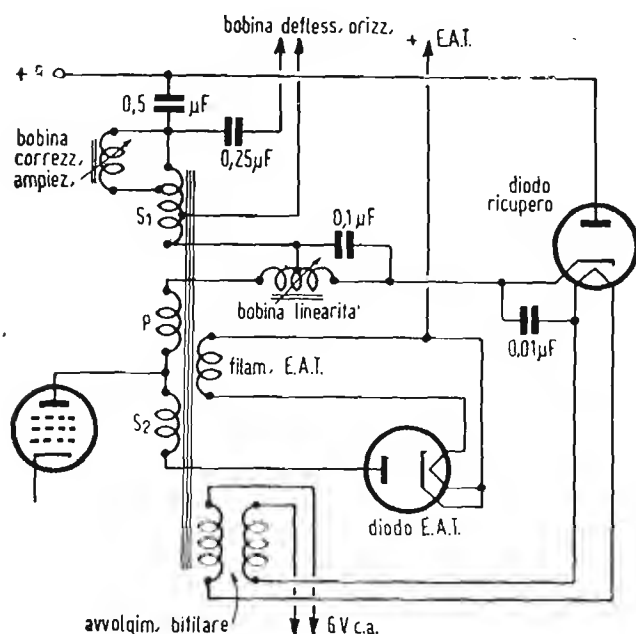 bobina defless, orizz,
+ E.A.T.
+
0,5 µF
bobina
correzz,
ampiez,
0,25µF
diodo
ricupero
S1
0,1µF
bobina linearita'
P
0,01µF
filam, E.A.T.
S2
diodo E.A.T.
avvolgim, bifilare
6V c.a.